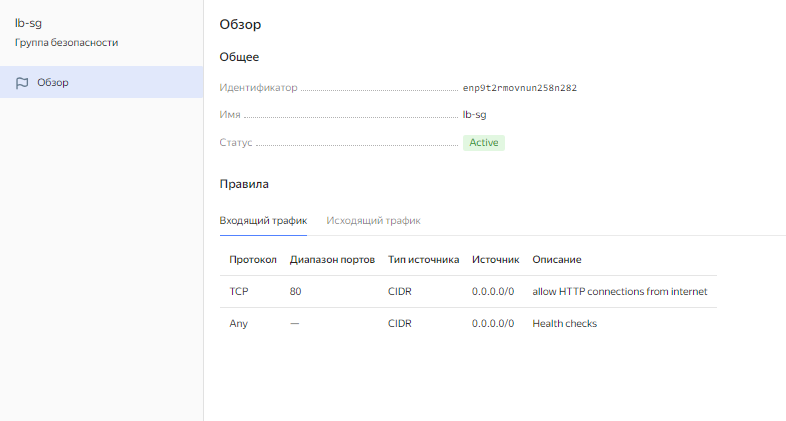 lb-sg
Группа безопасности
Обзор
Обзор
Общее
Идентификатор enp9t2rmovnun258n282
Имя lb-sg
Статус Active
Правила
Входящий трафик Исходящий трафик
Протокол Диапазон портов Тип источника Источник Описание
TCP 80 CIDR 0.0.0.0/0 allow HTTP connections from internet
Any — CIDR 0.0.0.0/0 Health checks